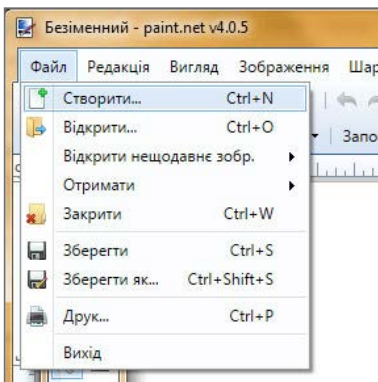 Безіменний - paint.net v4.0.5
Файл Редакція Вигляд Зображення
Створити... Ctrl+N
Відкрити... Ctrl+O
Відкрити нещодавнє зобр.
Отримати
Закрити Ctrl+W
Зберегти Ctrl+S
Зберегти як... Ctrl+Shift+S
Друк... Ctrl+P
Вихід